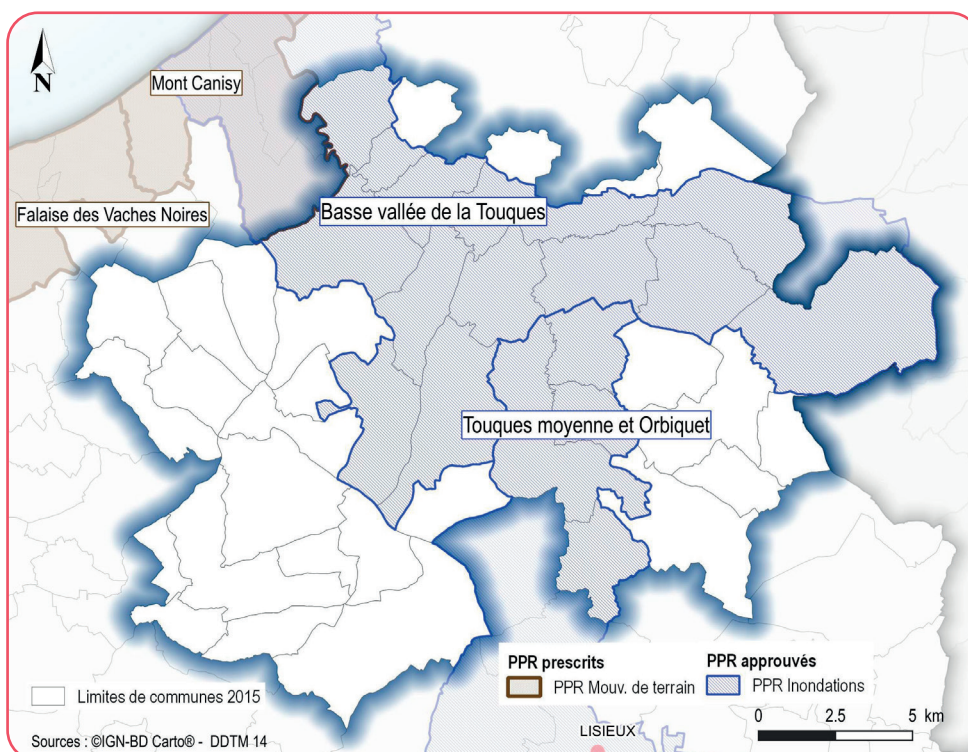 N
Mont Canisy
Falaise des Vaches Noires
Basse vallée de la Touques
Touques moyenne et Orbiquet
PPR prescrits
PPR Mouv. de terrain
PPR approuvés
PPR Inondations
Limites de communes 2015
0 2.5 5 km
Sources : ©IGN-BD Carto® - DDTM 14
LISIEUX